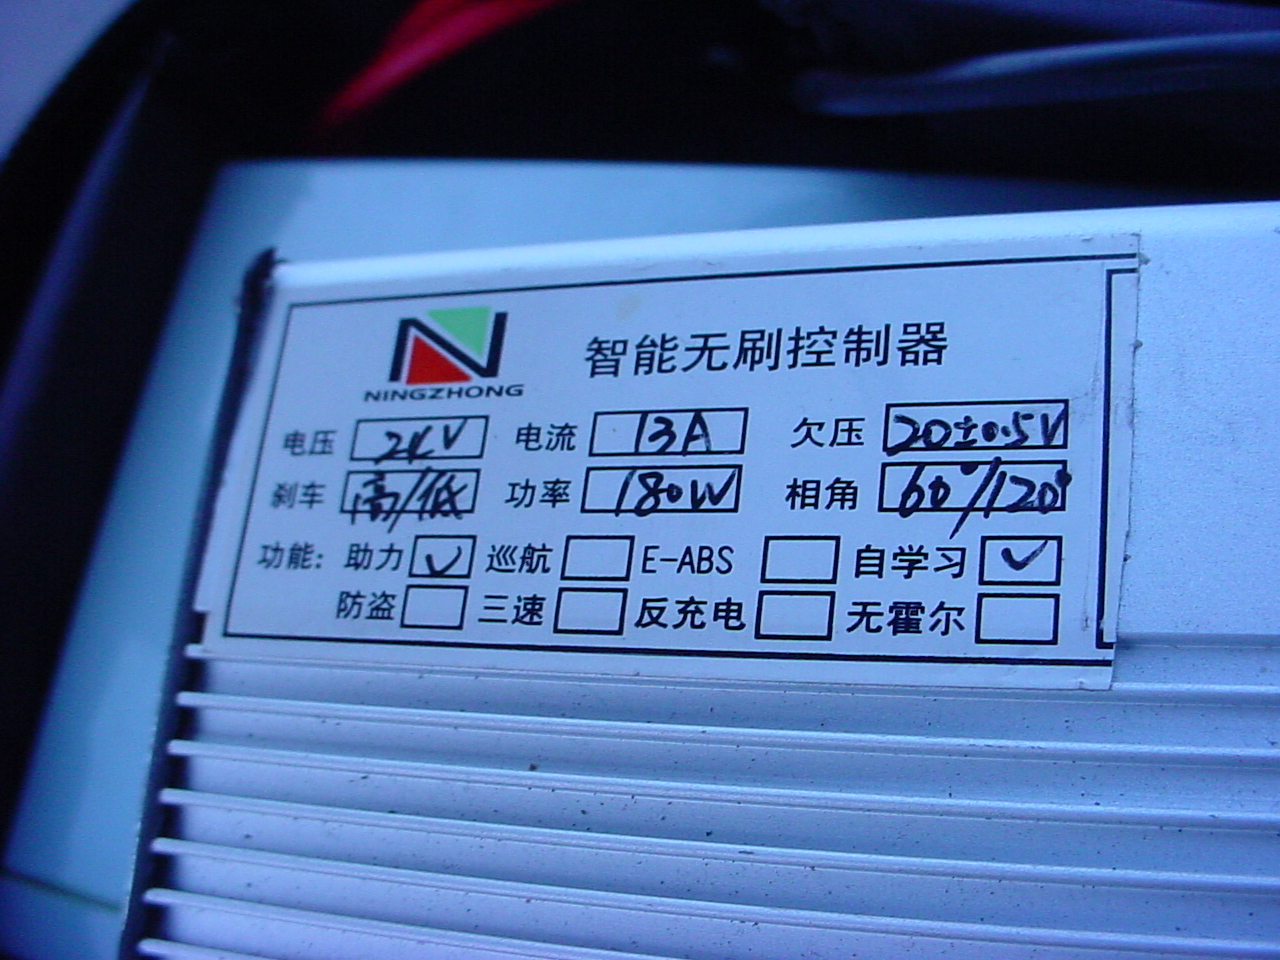 NINGZHONG
智能无刷控制器
电压 24V 电流 13A 欠压 20±0.5V
刹车 高/低 功率 180W 相角 60°/120°
功能: 助力 ✓ 巡航 E-ABS 自学习 ✓
防盗 三速 反充电 无霍尔